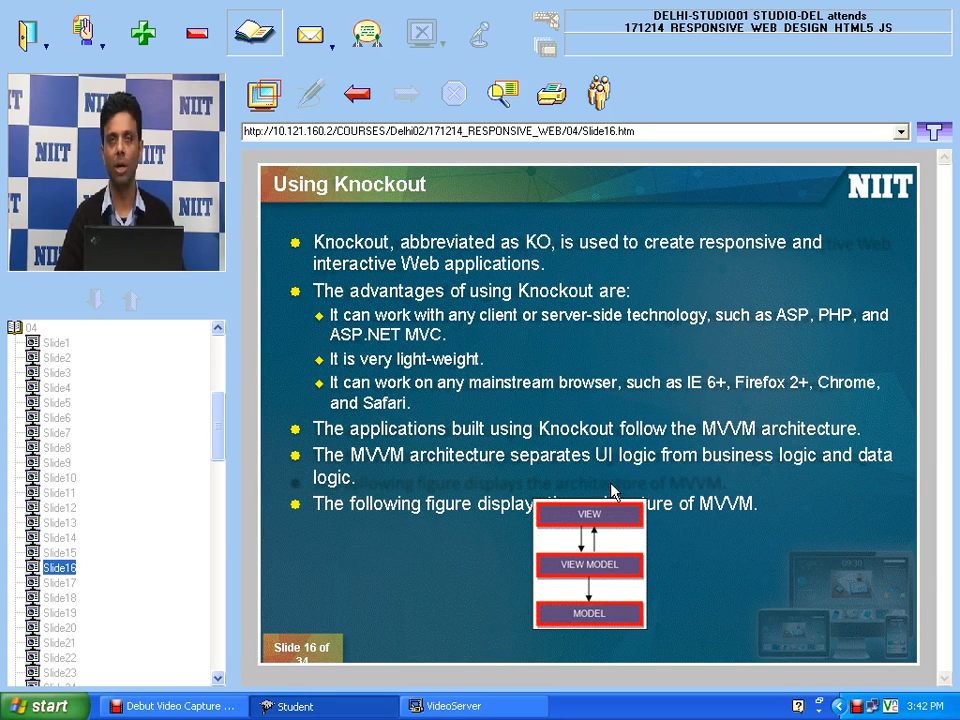 DELHI-STUDIO01 STUDIO-DEL attends
171214_RESPONSIVE_WEB_DESIGN_HTML5_JS
http://10.121.160.2/COURSES/Delhi02/171214_RESPONSIVE_WEB/04/Slide16.htm
T
NIIT
NIIT
NIIT
NIIT
Using Knockout
NIIT
Knockout, abbreviated as KO, is used to create responsive and
interactive Web applications.
The advantages of using Knockout are:
It can work with any client or server-side technology, such as ASP, PHP, and
ASP.NET MVC.
It is very light-weight.
It can work on any mainstream browser, such as IE 6+, Firefox 2+, Chrome,
and Safari.
The applications built using Knockout follow the MVVM architecture.
The MVVM architecture separates UI logic from business logic and data
logic.
The following figure display of MVVM.
VIEW
VIEW MODEL
MODEL
09:30
Slide 16 of
34
04
Slide1
Slide2
Slide3
Slide4
Slide5
Slide6
Slide7
Slide8
Slide9
Slide10
Slide11
Slide12
Slide13
Slide14
Slide15
Slide16
Slide17
Slide18
Slide19
Slide20
Slide21
Slide22
Slide23
start
Debut Video Capture ...
Student
VideoServer
3:42 PM